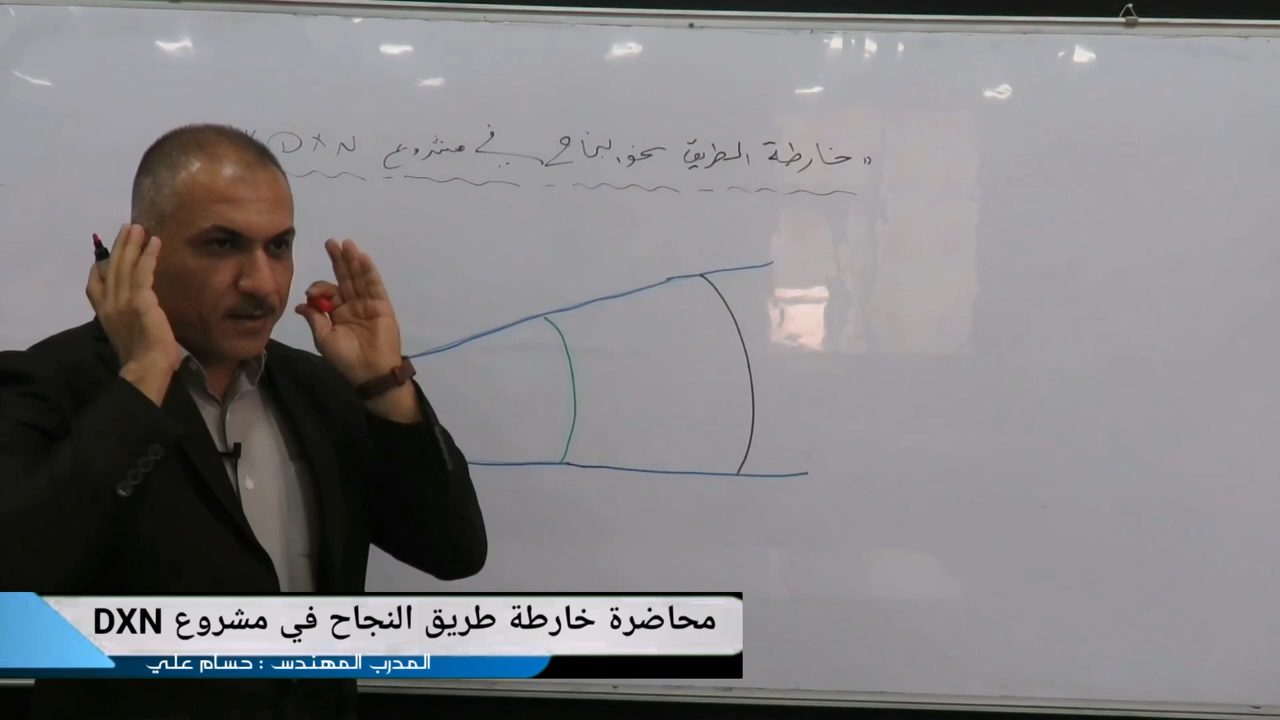 " خارطة الطريق نحو النجاح في مشروع DXN "
محاضرة خارطة طريق النجاح في مشروع DXN
المدرب المهندس : حسام علي